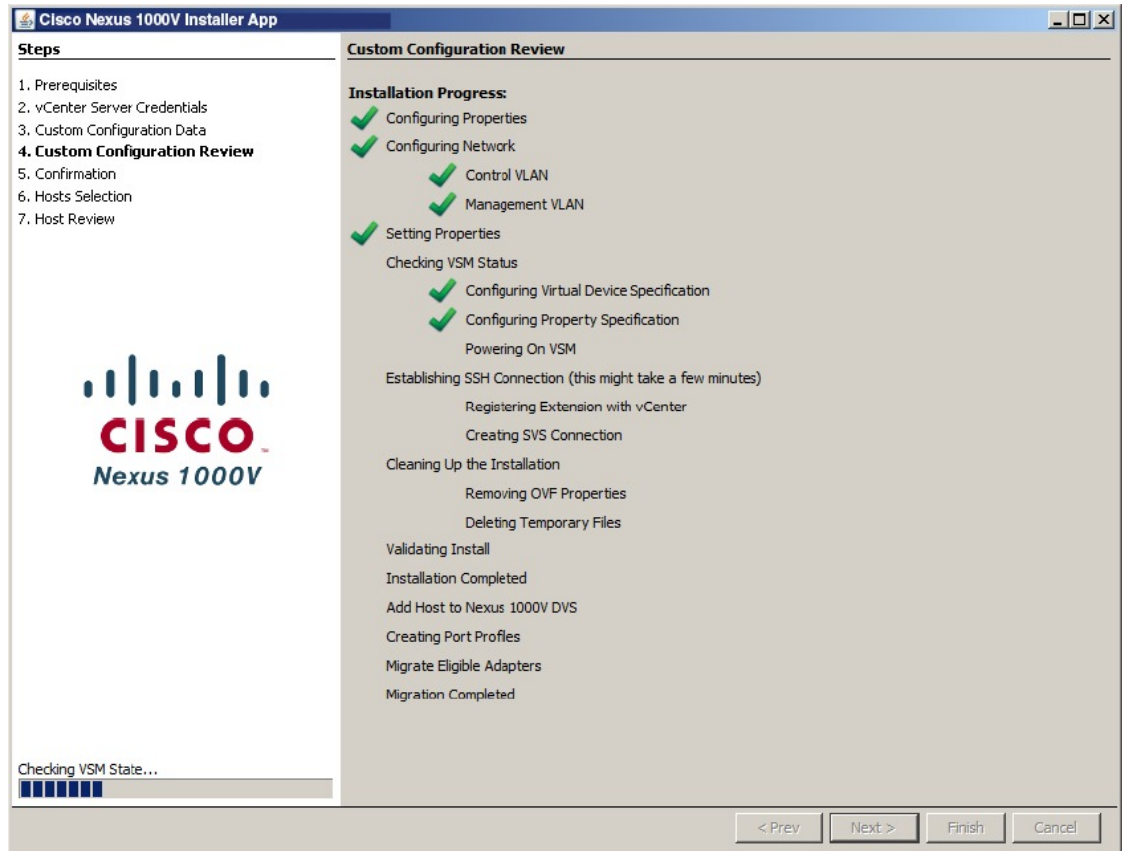 Cisco Nexus 1000V Installer App
Steps
1. Prerequisites
2. vCenter Server Credentials
3. Custom Configuration Data
4. Custom Configuration Review
5. Confirmation
6. Hosts Selection
7. Host Review
CISCO
Nexus 1000V
Checking VSM State...
Custom Configuration Review
Installation Progress:
Configuring Properties
Configuring Network
Control VLAN
Management VLAN
Setting Properties
Checking VSM Status
Configuring Virtual Device Specification
Configuring Property Specification
Powering On VSM
Establishing SSH Connection (this might take a few minutes)
Registering Extension with vCenter
Creating SVS Connection
Cleaning Up the Installation
Removing OVF Properties
Deleting Temporary Files
Validating Install
Installation Completed
Add Host to Nexus 1000V DVS
Creating Port Profiles
Migrate Eligible Adapters
Migration Completed
< Prev
Next >
Finish
Cancel